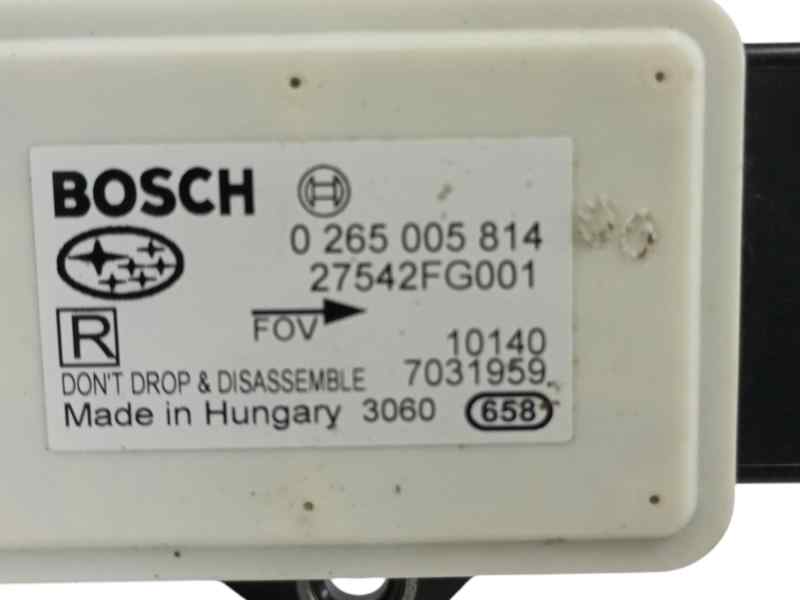 BOSCH
0 265 005 814
27542FG001
R
FOV
10140
DON'T DROP & DISASSEMBLE 7031959
Made in Hungary 3060 658